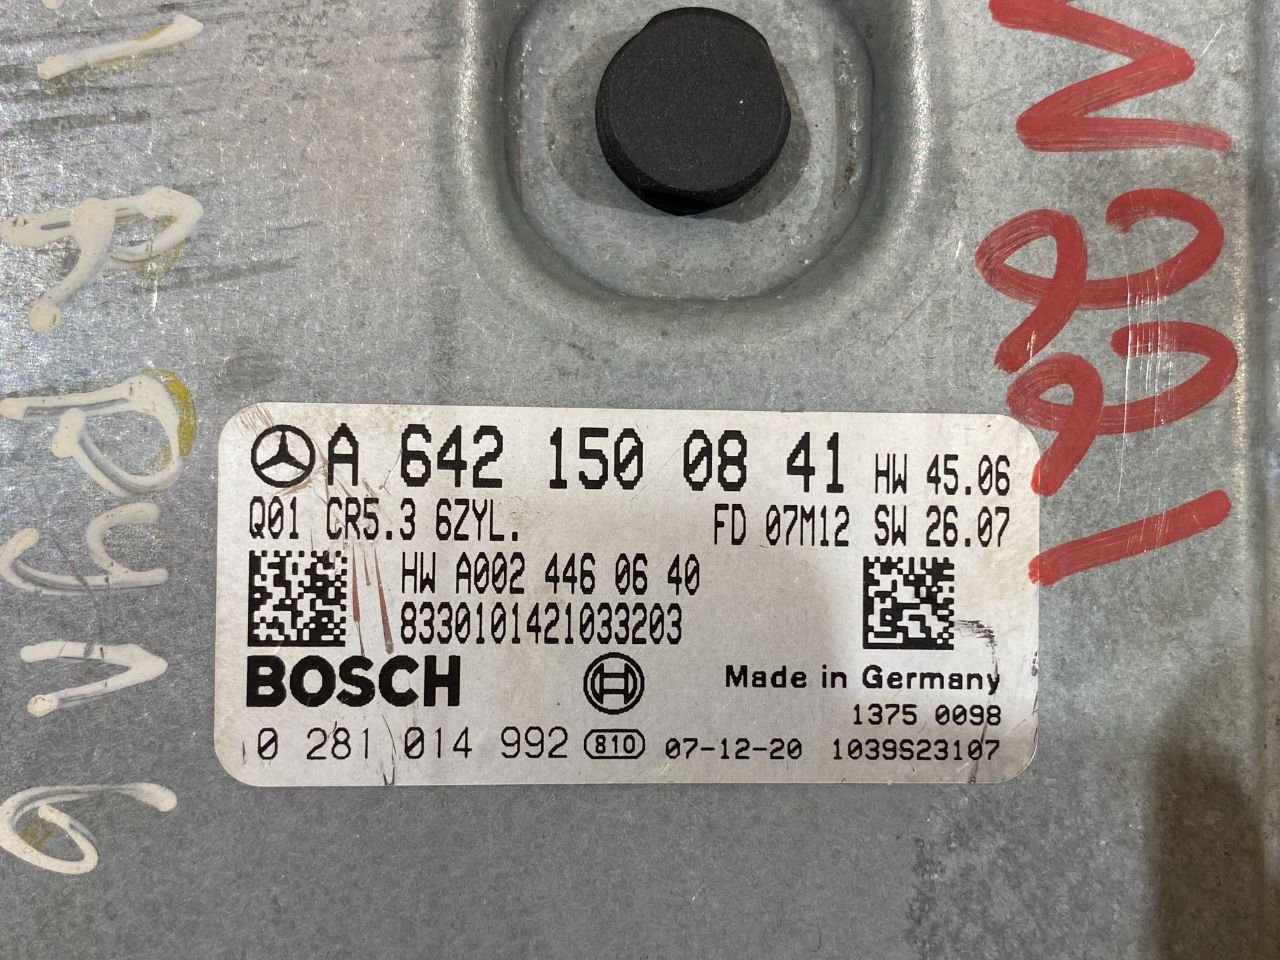 A 642 150 08 41 HW 45.06
Q01 CR5.3 6ZYL. FD 07M12 SW 26.07
HW A002 446 06 40
8330101421033203
BOSCH Made in Germany
1375 0098
0 281 014 992 810 07-12-20 1039S23107